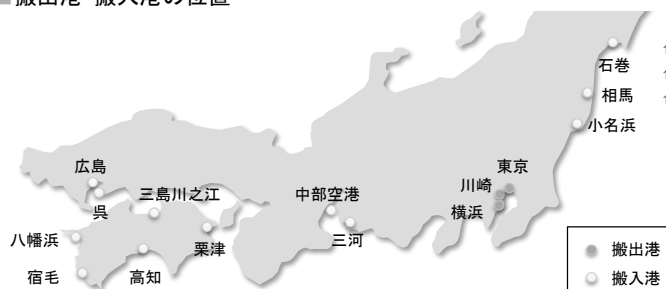 ■搬出港・搬入港の位置
石巻
相馬
小名浜
東京
川崎
横浜
中部空港
三河
広島
呉
三島川之江
八幡浜
栗津
宿毛
高知
搬出港
搬入港